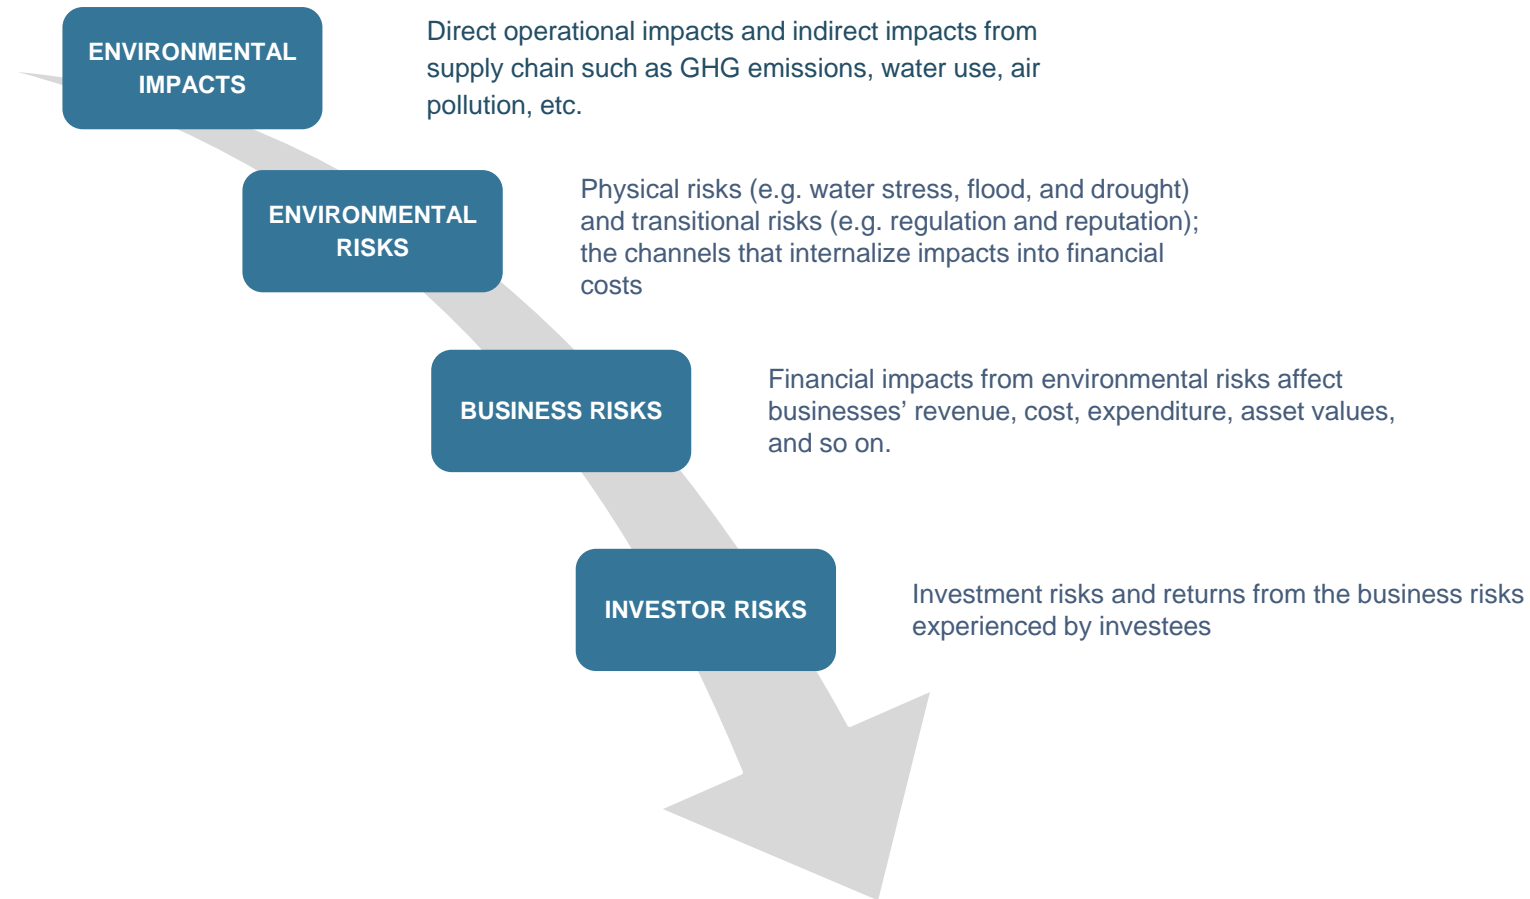 ENVIRONMENTAL
IMPACTS
Direct operational impacts and indirect impacts from
supply chain such as GHG emissions, water use, air
pollution, etc.
ENVIRONMENTAL
RISKS
Physical risks (e.g. water stress, flood, and drought)
and transitional risks (e.g. regulation and reputation);
the channels that internalize impacts into financial
costs
BUSINESS RISKS
Financial impacts from environmental risks affect
businesses’ revenue, cost, expenditure, asset values,
and so on.
INVESTOR RISKS
Investment risks and returns from the business risks
experienced by investees